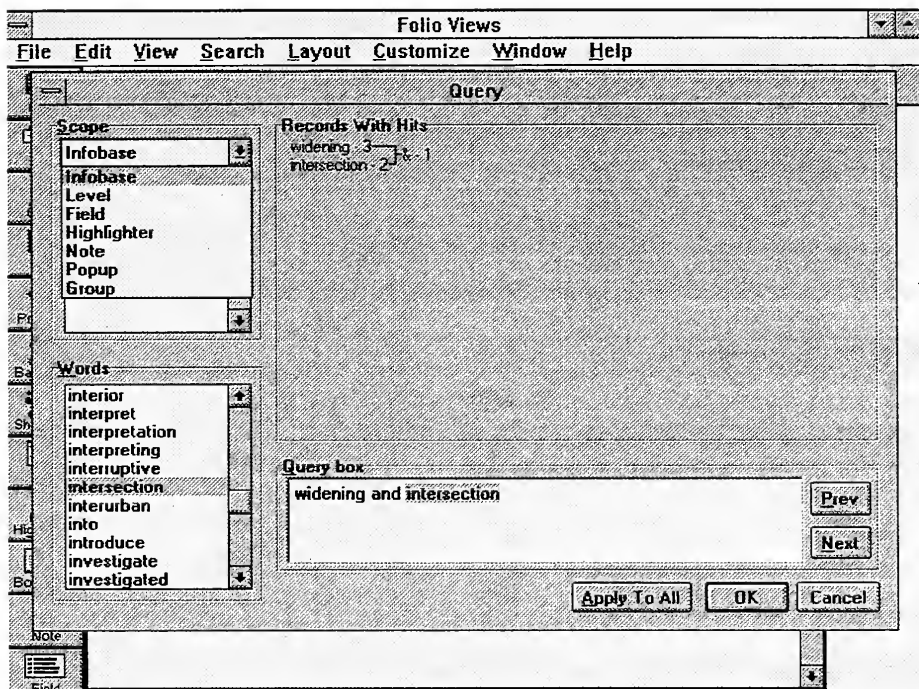 Folio Views
File Edit View Search Layout Customize Window Help
Query
Scope
Infobase
Infobase
Level
Field
Highlighter
Note
Popup
Group
Records With Hits
widening - 3
intersection - 2
& - 1
Words
interior
interpret
interpretation
interpreting
interruptive
intersection
interurban
into
introduce
investigate
investigated
Query box
widening and intersection
Prev
Next
Apply To All OK Cancel
Note